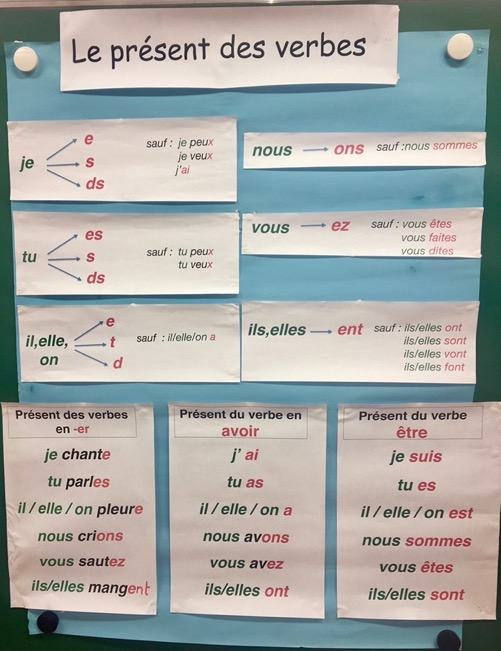 Le présent des verbes
je
e
s
ds
sauf : je peux
je veux
j'ai
nous → ons sauf :nous sommes
tu
es
s
ds
sauf : tu peux
tu veux
vous → ez sauf : vous êtes
vous faites
vous dites
il,elle,
on
e
t
d
sauf : il/elle/on a
ils,elles → ent sauf : ils/elles ont
ils/elles sont
ils/elles vont
ils/elles font
Présent des verbes
en -er
je chante
tu parles
il / elle / on pleure
nous crions
vous sautez
ils/elles mangent
Présent du verbe en
avoir
j' ai
tu as
il / elle / on a
nous avons
vous avez
ils/elles ont
Présent du verbe
être
je suis
tu es
il / elle / on est
nous sommes
vous êtes
ils/elles sont